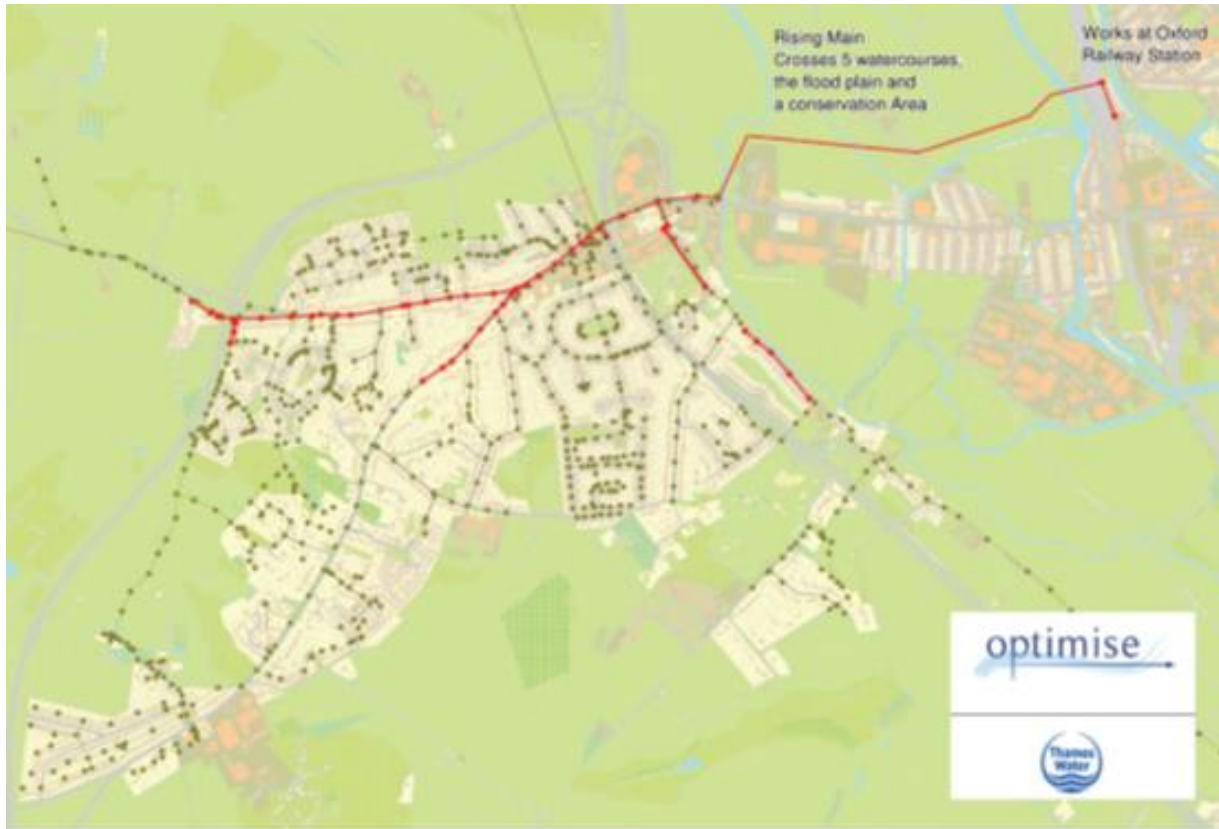 Rising Main
Crosses 5 watercourses,
the flood plain and
a conservation Area
Works at Oxford
Railway Station
optimise
Thames
Water